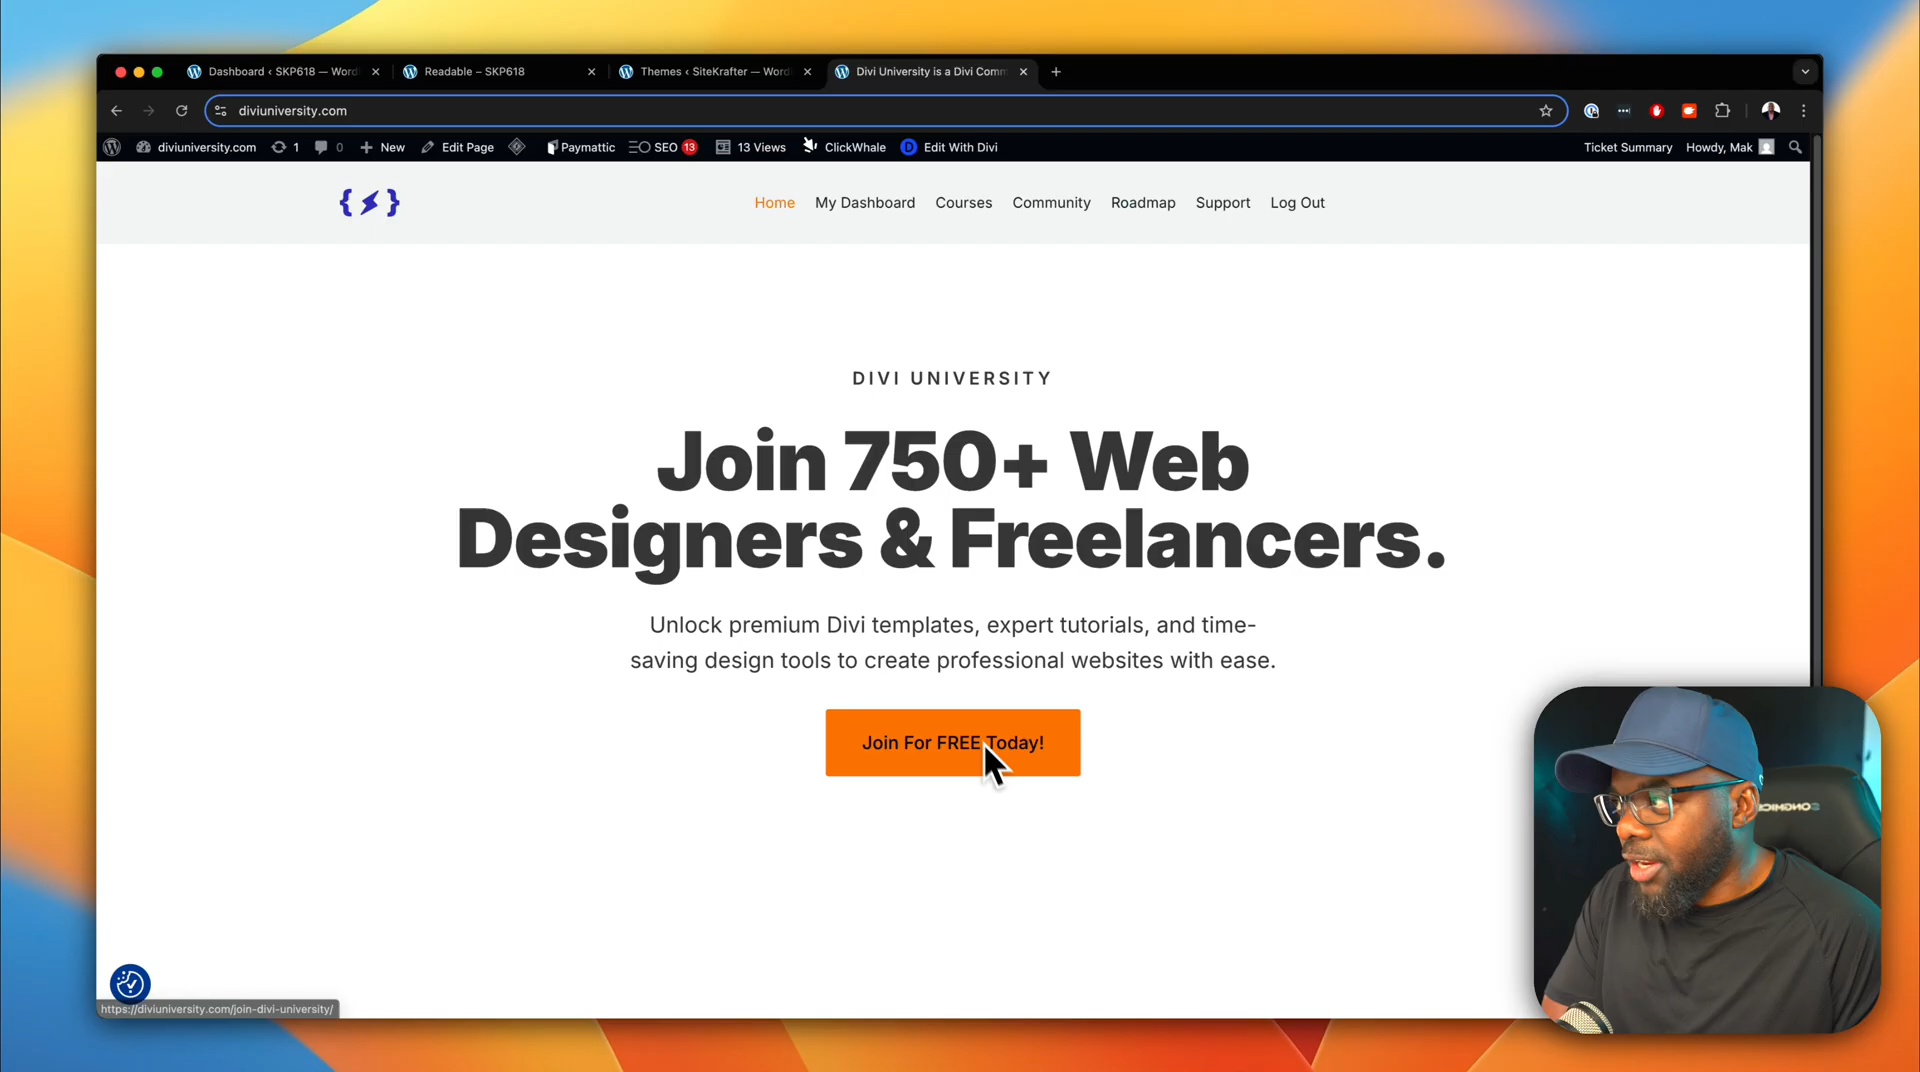 Dashboard ‹ SKP618 — Word
Readable – SKP618
Themes ‹ SiteKrafter — Word
Divi University is a Divi Comm
diviuniversity.com
diviuniversity.com
1
0
New
Edit Page
Paymattic
SEO
13
13 Views
ClickWhale
Edit With Divi
Ticket Summary
Howdy, Mak
Home
My Dashboard
Courses
Community
Roadmap
Support
Log Out
DIVI UNIVERSITY
Join 750+ Web
Designers & Freelancers.
Unlock premium Divi templates, expert tutorials, and time-
saving design tools to create professional websites with ease.
Join For FREE Today!
https://diviuniversity.com/join-divi-university/